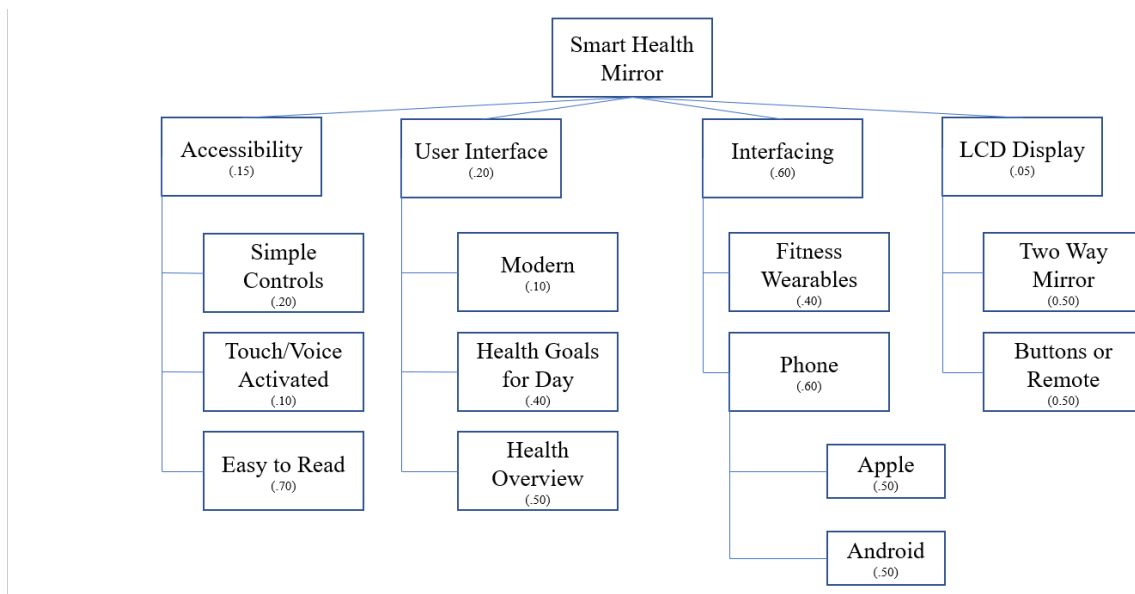 Smart Health
Mirror
Accessibility
(.15)
Simple
Controls
(.20)
Touch/Voice
Activated
(.10)
Easy to Read
(.70)
User Interface
(.20)
Modern
(.10)
Health Goals
for Day
(.40)
Health
Overview
(.50)
Interfacing
(.60)
Fitness
Wearables
(.40)
Phone
(.60)
Apple
(.50)
Android
(.50)
LCD Display
(.05)
Two Way
Mirror
(0.50)
Buttons or
Remote
(0.50)